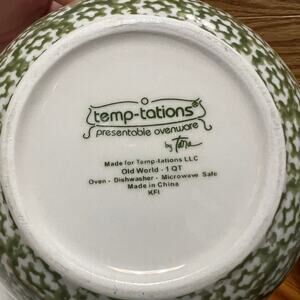 temp-tations®
presentable ovenware
by Tara
Made for Temp-tations LLC
Old World - 1 QT
Oven - Dishwasher - Microwave Safe
Made in China
KFI